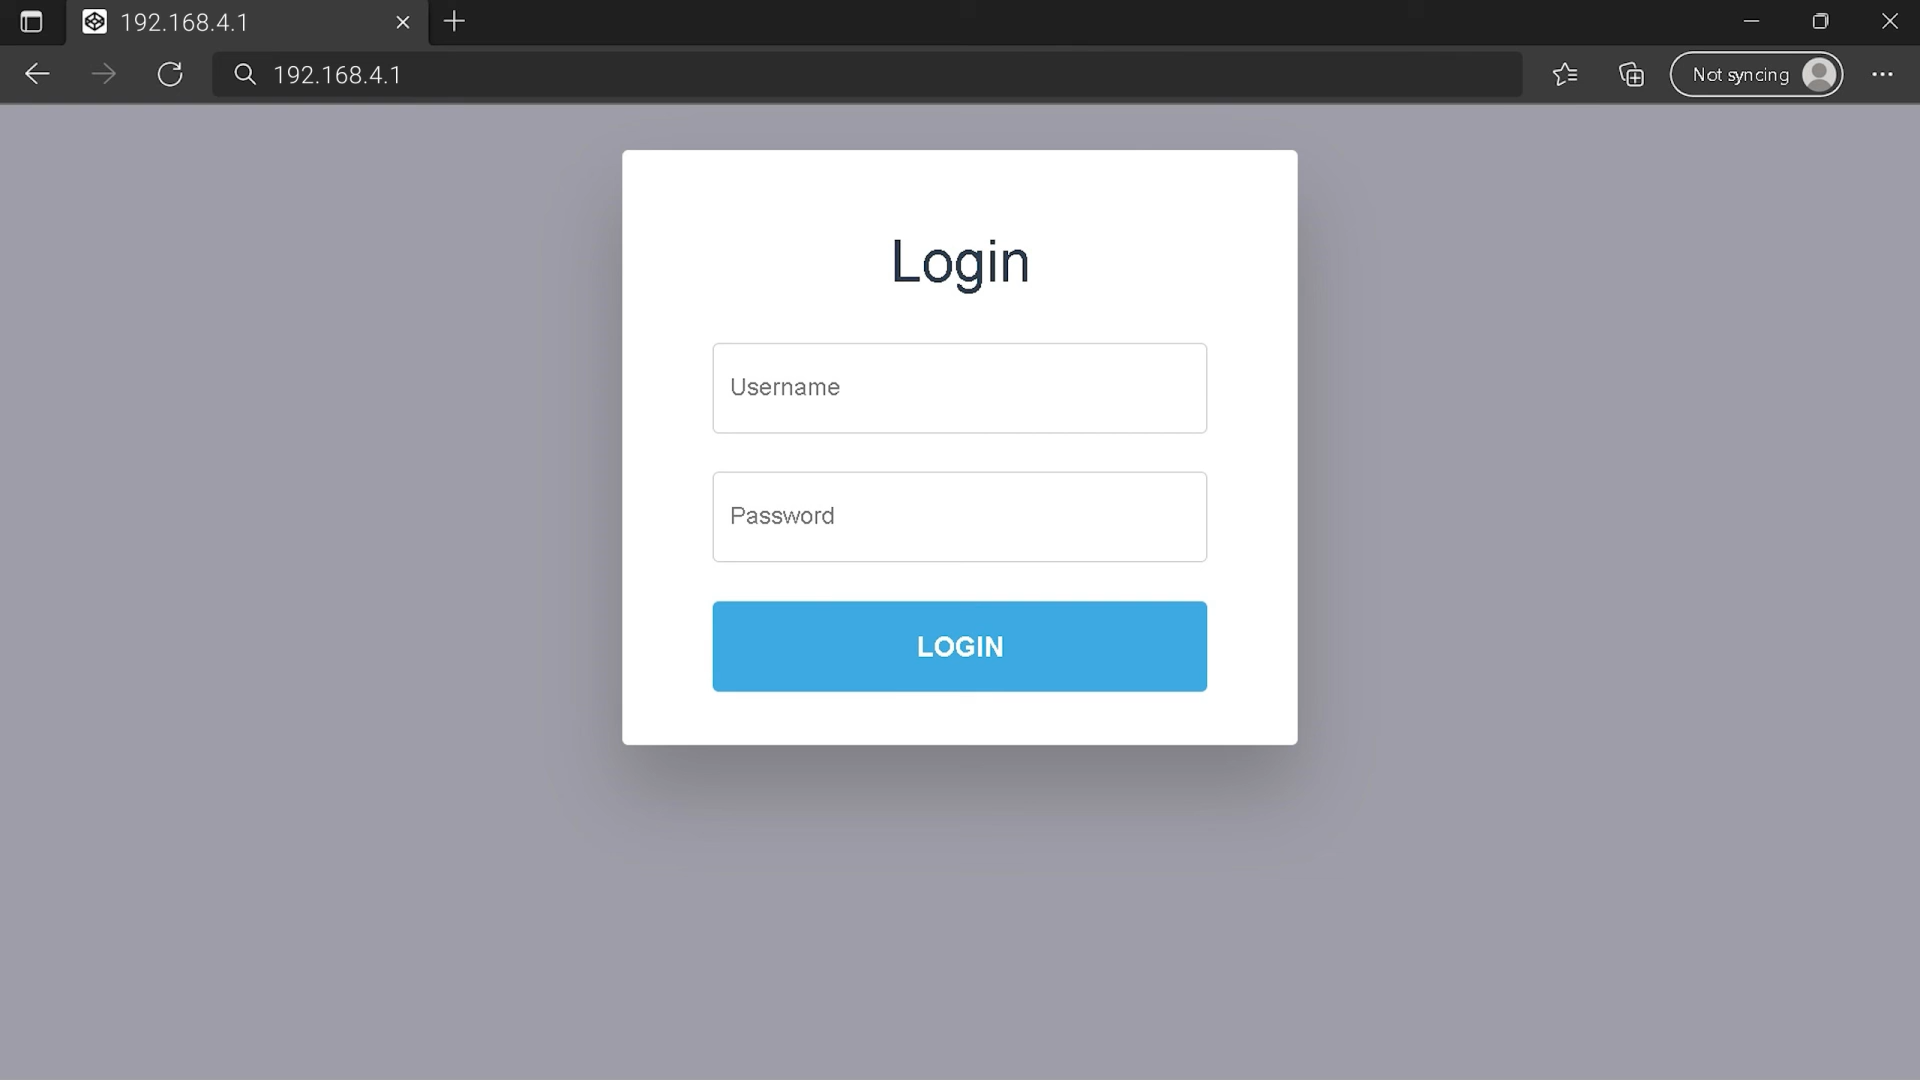 192.168.4.1
192.168.4.1
Not syncing
Login
Username
Password
LOGIN